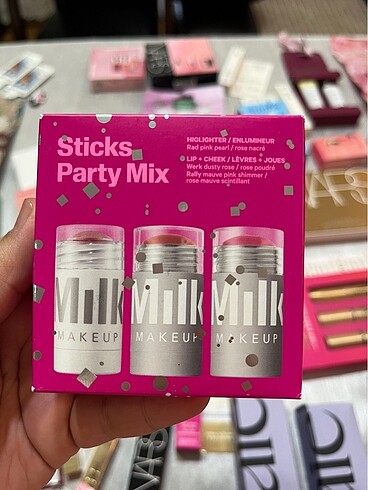 Sticks
Party Mix
HIGLIGHTER / ENLUMINEUR
Rad pink pearl / rose nacré
LIP + CHEEK / LÈVRES + JOUES
Werk dusty rose / rose poudré
Rally mauve pink shimmer /
rose mauve scintillant
Milk
MAKEUP
Milk
MAKEUP
Milk
MAKEUP
NARS